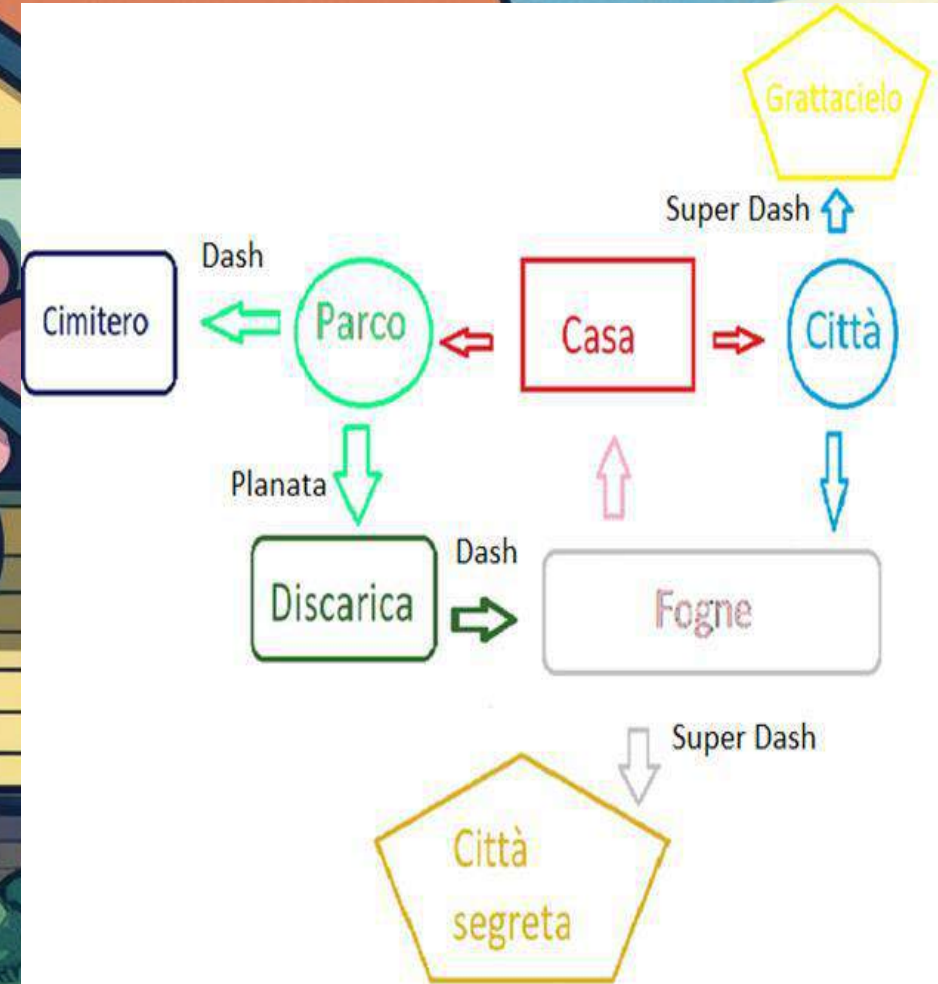 Grattacielo
Super Dash
Dash
Cimitero
Parco
Casa
Città
Planata
Dash
Discarica
Fogne
Super Dash
Città
segreta